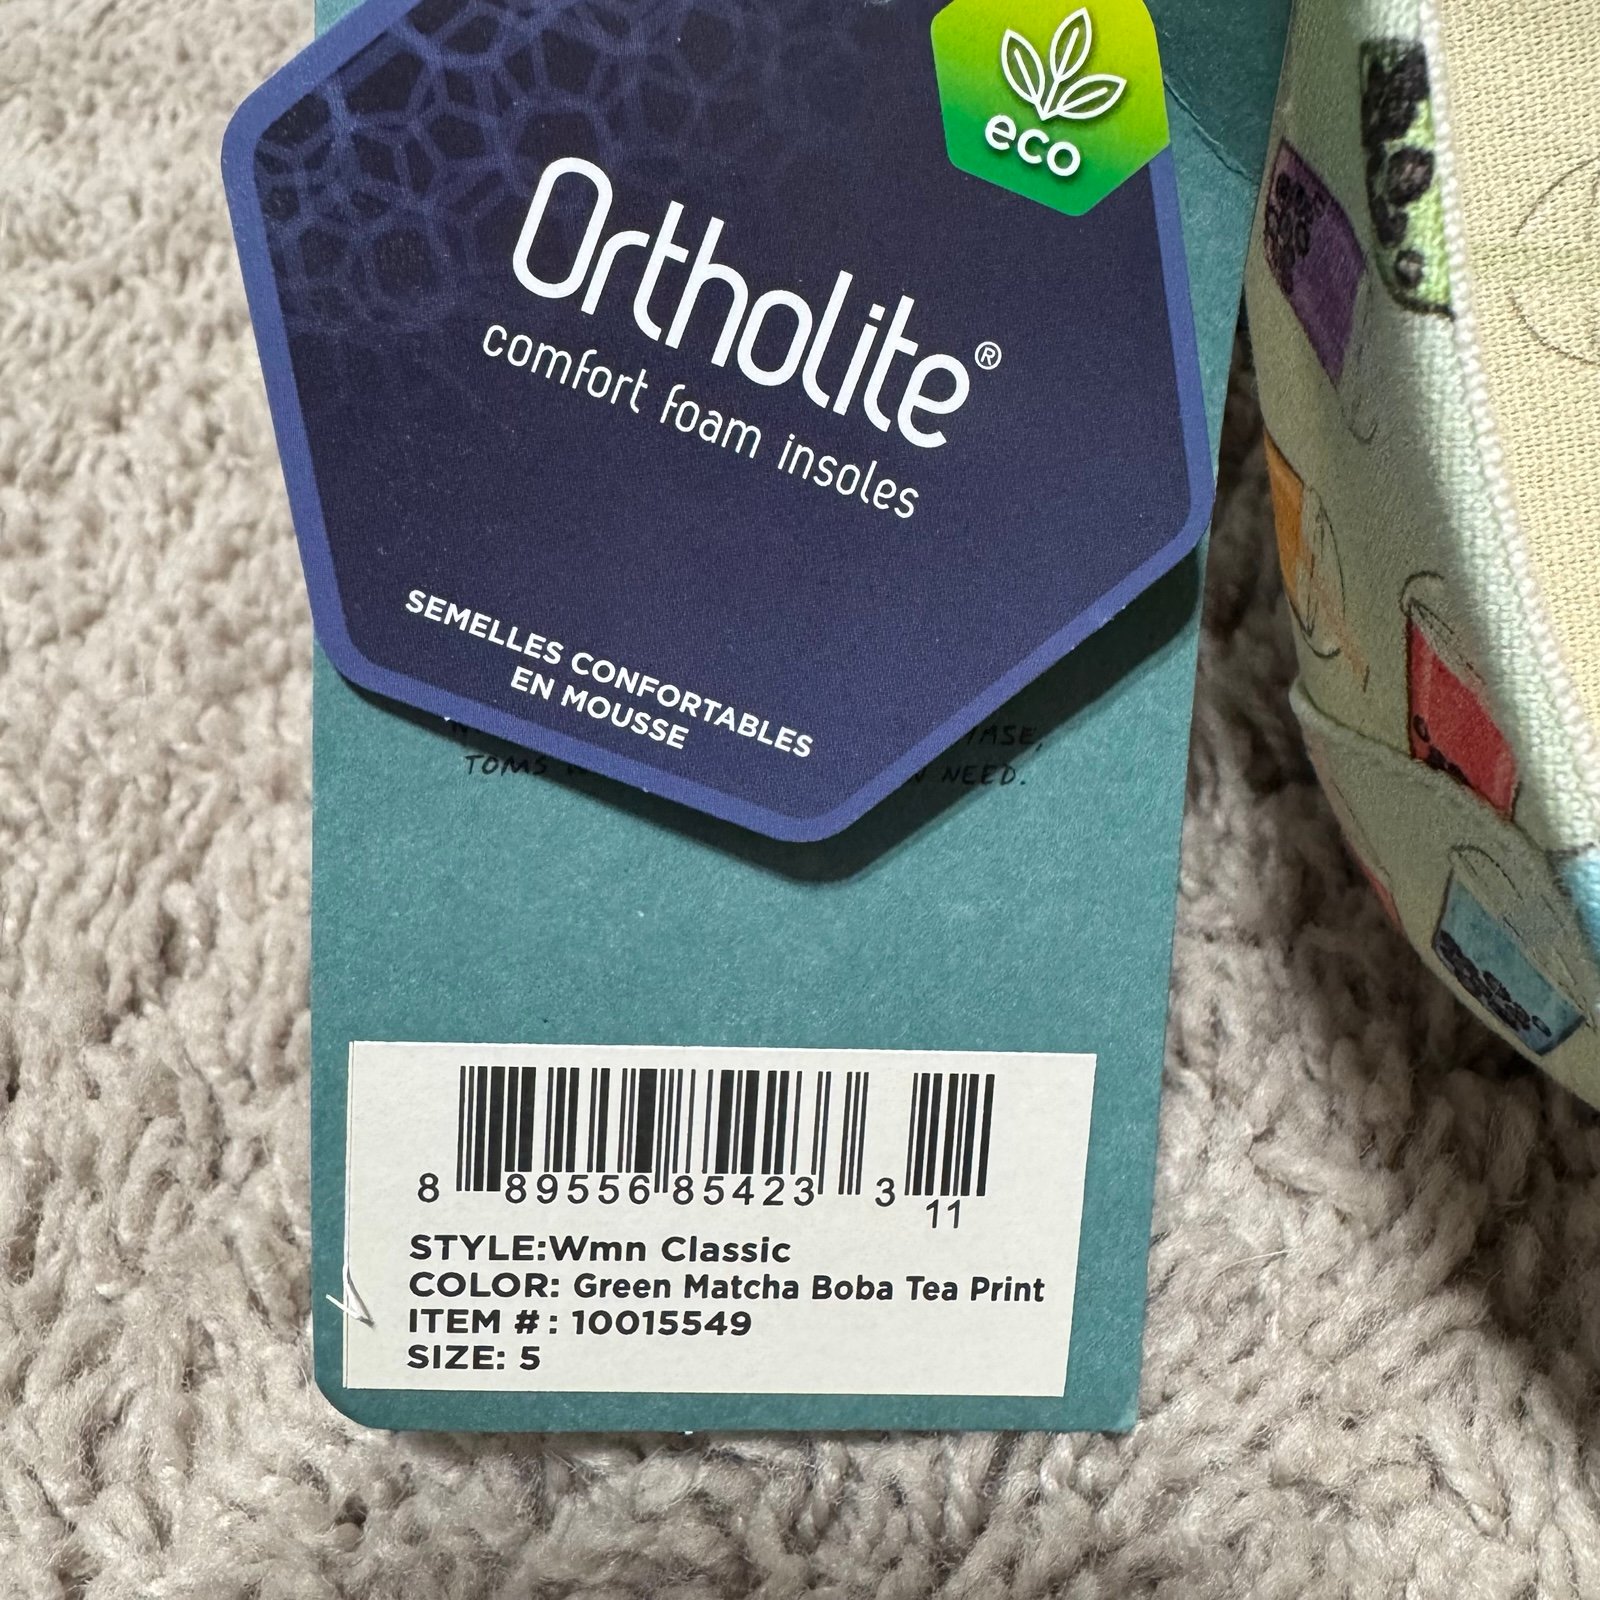 eco
Ortholite®
comfort foam insoles
SEMELLES CONFORTABLES
EN MOUSSE
TOMS NEED.
8 89556 85423 3
11
STYLE:Wmn Classic
COLOR: Green Matcha Boba Tea Print
ITEM # : 10015549
SIZE: 5